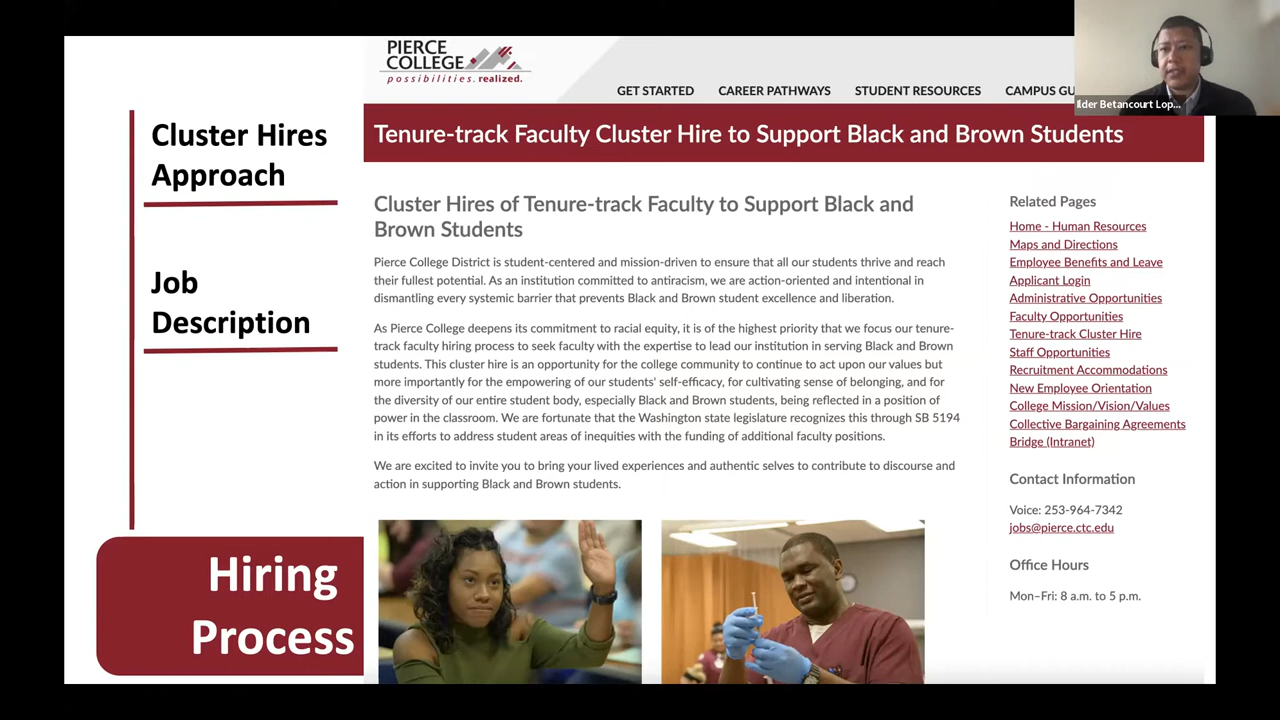 PIERCE
COLLEGE
possibilities. realized.
GET STARTED CAREER PATHWAYS STUDENT RESOURCES CAMPUS GU
lder Betancourt Lop...
Tenure-track Faculty Cluster Hire to Support Black and Brown Students
Cluster Hires
Approach
Job
Description
Hiring
Process
Cluster Hires of Tenure-track Faculty to Support Black and
Brown Students
Pierce College District is student-centered and mission-driven to ensure that all our students thrive and reach
their fullest potential. As an institution committed to antiracism, we are action-oriented and intentional in
dismantling every systemic barrier that prevents Black and Brown student excellence and liberation.
As Pierce College deepens its commitment to racial equity, it is of the highest priority that we focus our tenure-
track faculty hiring process to seek faculty with the expertise to lead our institution in serving Black and Brown
students. This cluster hire is an opportunity for the college community to continue to act upon our values but
more importantly for the empowering of our students' self-efficacy, for cultivating sense of belonging, and for
the diversity of our entire student body, especially Black and Brown students, being reflected in a position of
power in the classroom. We are fortunate that the Washington state legislature recognizes this through SB 5194
in its efforts to address student areas of inequities with the funding of additional faculty positions.
We are excited to invite you to bring your lived experiences and authentic selves to contribute to discourse and
action in supporting Black and Brown students.
Related Pages
Home - Human Resources
Maps and Directions
Employee Benefits and Leave
Applicant Login
Administrative Opportunities
Faculty Opportunities
Tenure-track Cluster Hire
Staff Opportunities
Recruitment Accommodations
New Employee Orientation
College Mission/Vision/Values
Collective Bargaining Agreements
Bridge (Intranet)
Contact Information
Voice: 253-964-7342
jobs@pierce.ctc.edu
Office Hours
Mon–Fri: 8 a.m. to 5 p.m.